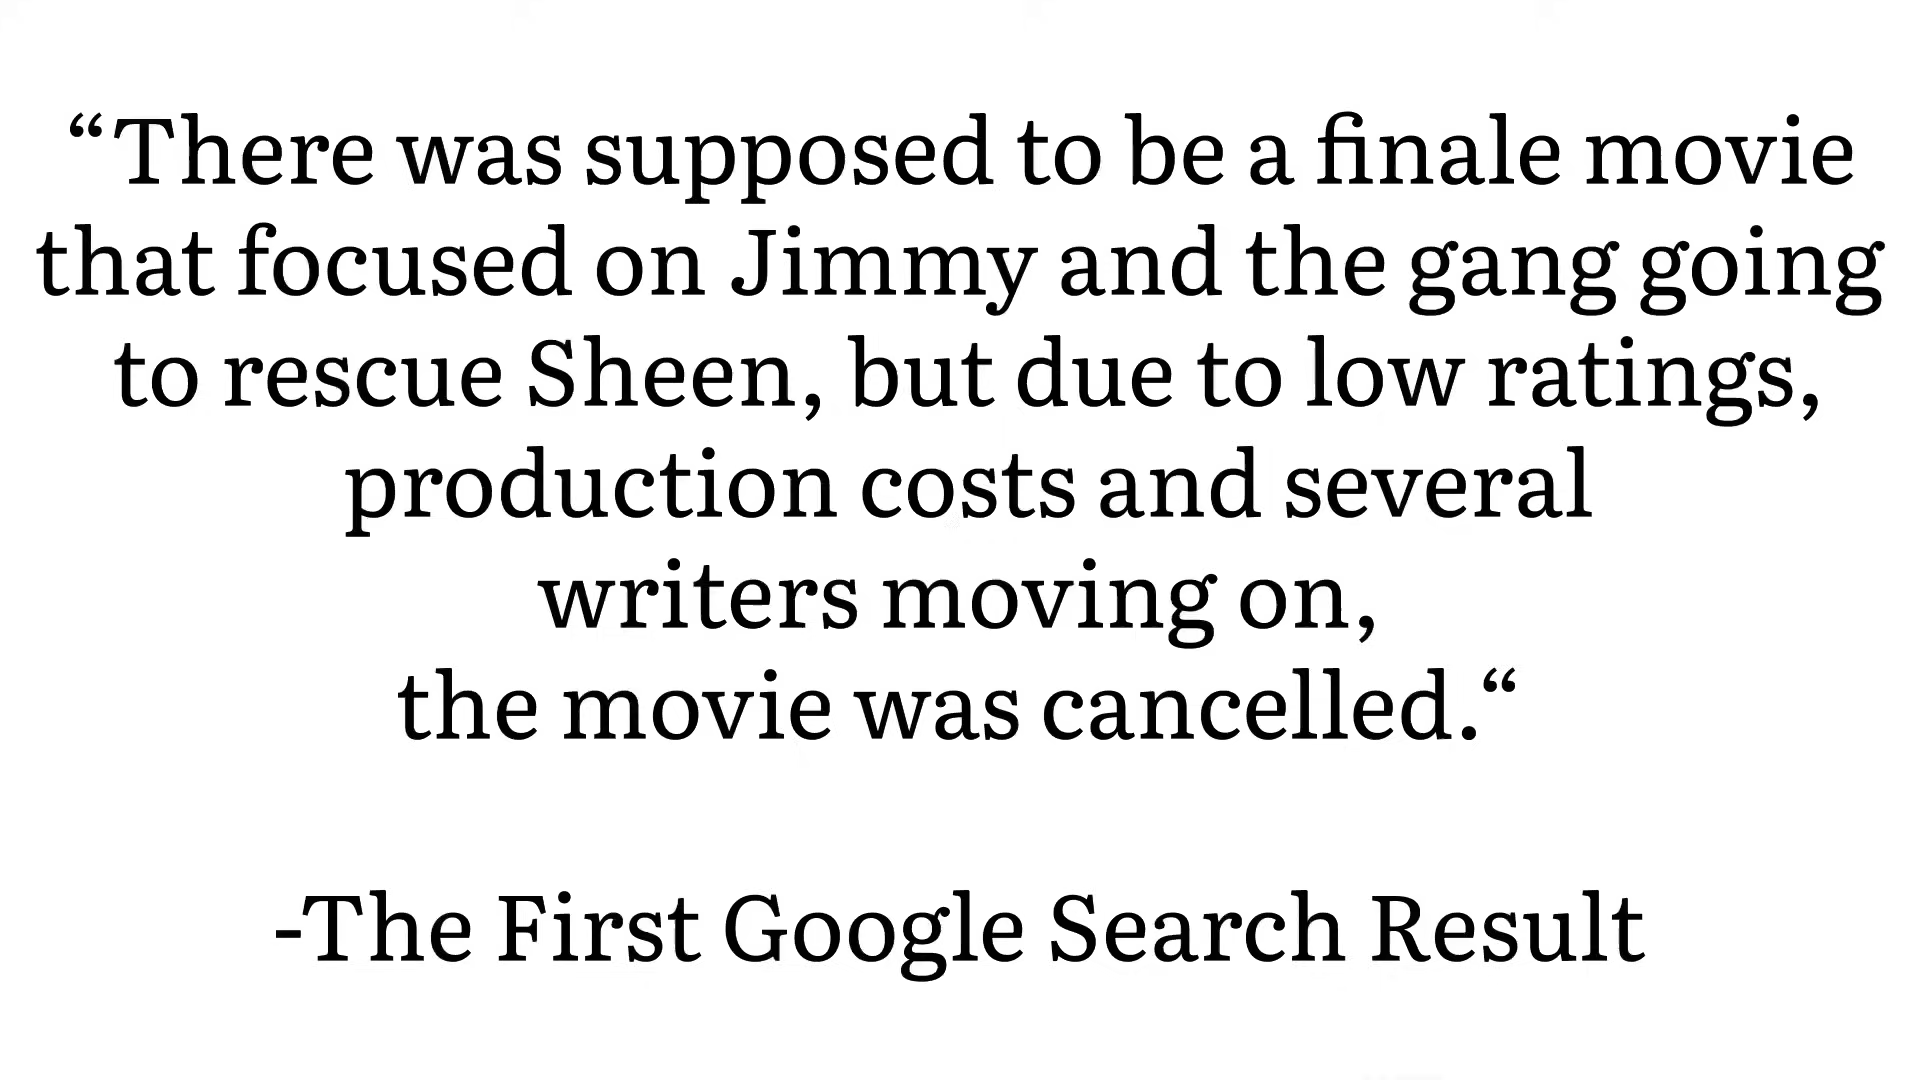 “There was supposed to be a finale movie
that focused on Jimmy and the gang going
to rescue Sheen, but due to low ratings,
production costs and several
writers moving on,
the movie was cancelled.“
-The First Google Search Result